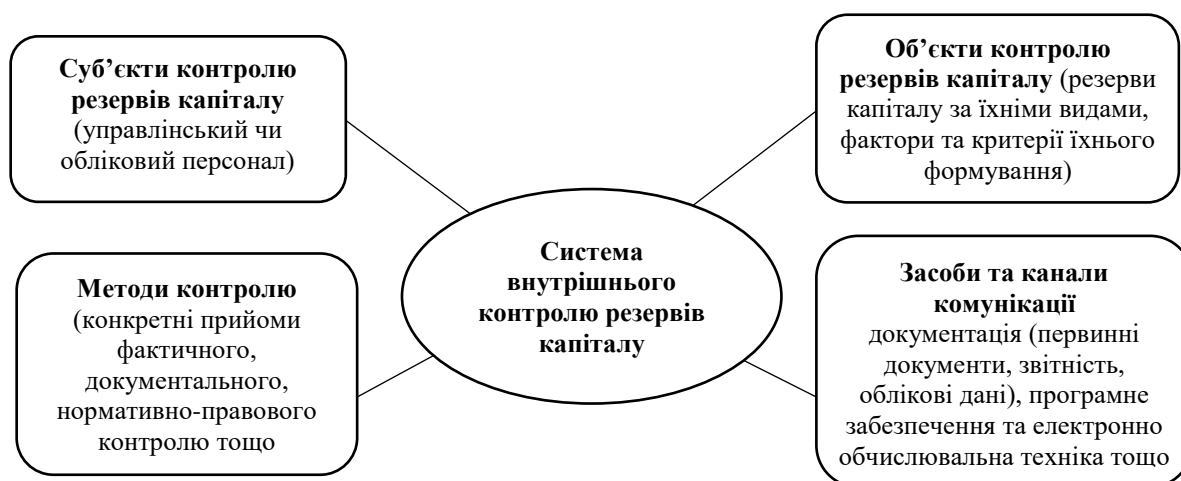 Суб’єкти контролю
резервів капіталу
(управлінський чи
обліковий персонал)
Об’єкти контролю
резервів капіталу (резерви
капіталу за їхніми видами,
фактори та критерії їхнього
формування)
Система
внутрішнього
контролю резервів
капіталу
Методи контролю
(конкретні прийоми
фактичного,
документального,
нормативно-правового
контролю тощо
Засоби та канали
комунікації
документація (первинні
документи, звітність,
облікові дані), програмне
забезпечення та електронно
обчислювальна техніка тощо